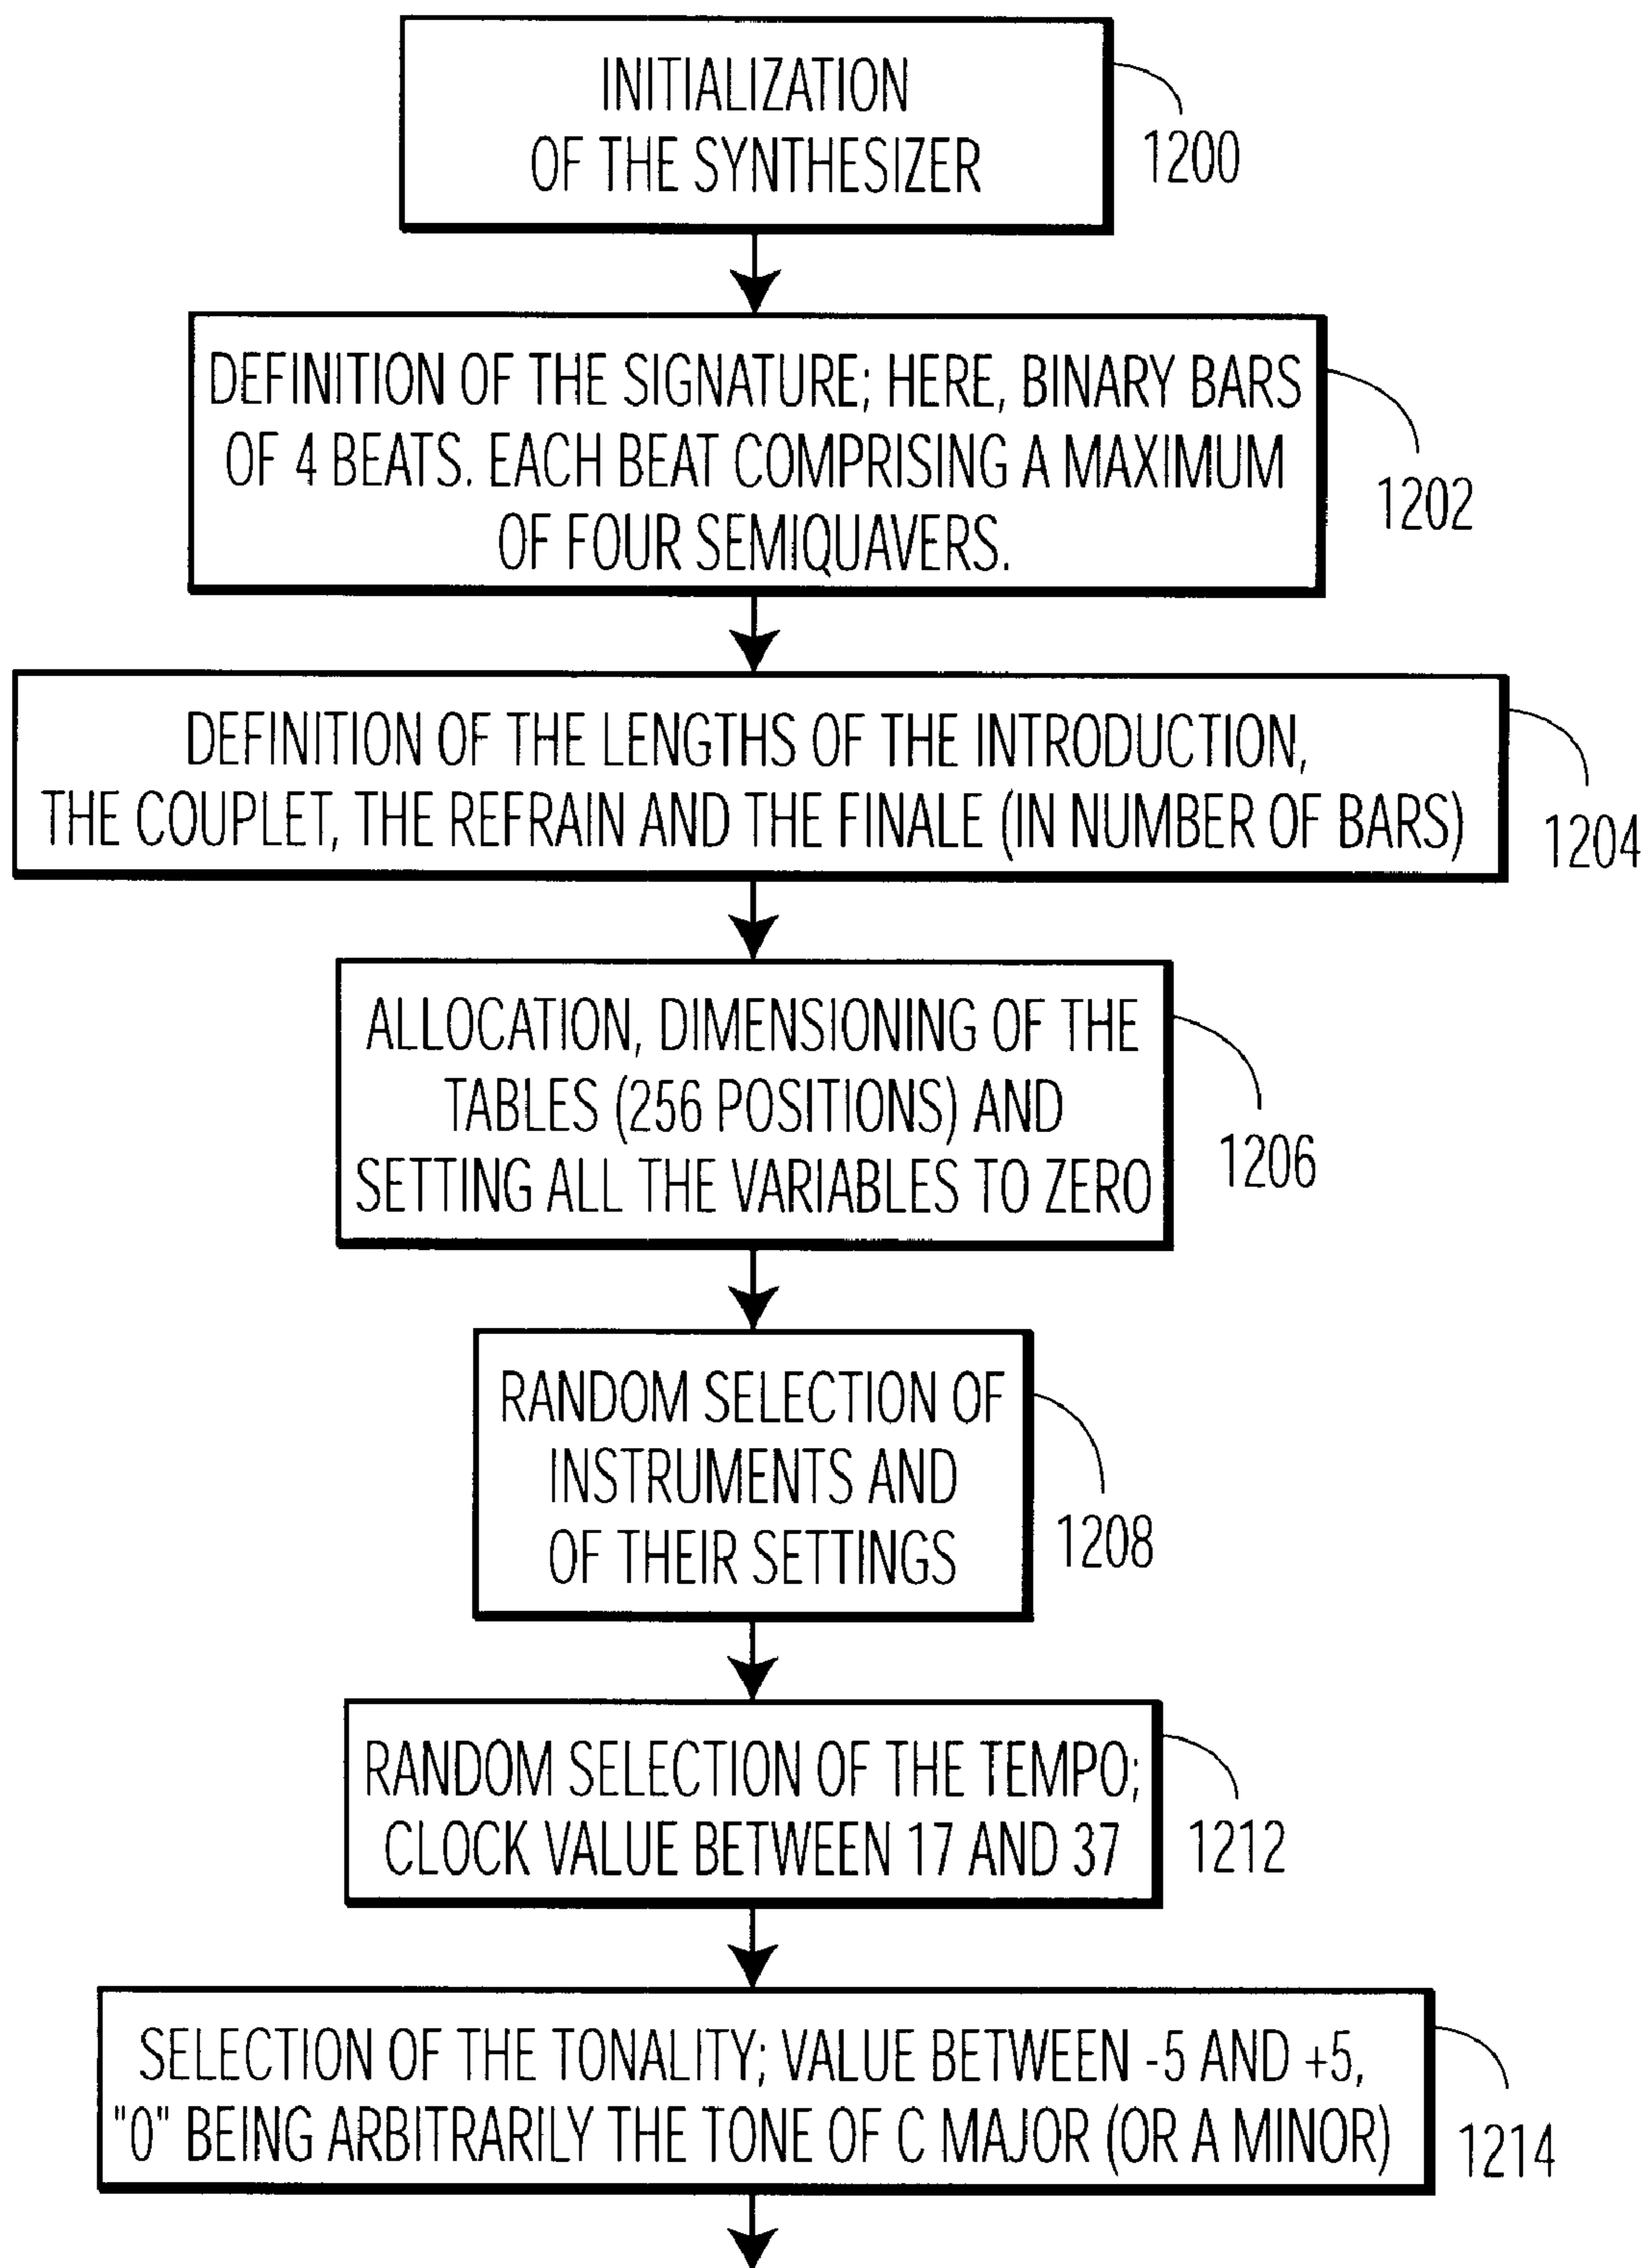 INITIALIZATION
OF THE SYNTHESIZER
1200
DEFINITION OF THE SIGNATURE; HERE, BINARY BARS
OF 4 BEATS. EACH BEAT COMPRISING A MAXIMUM
OF FOUR SEMIQUAVERS.
1202
DEFINITION OF THE LENGTHS OF THE INTRODUCTION,
THE COUPLET, THE REFRAIN AND THE FINALE (IN NUMBER OF BARS)
1204
ALLOCATION, DIMENSIONING OF THE
TABLES (256 POSITIONS) AND
SETTING ALL THE VARIABLES TO ZERO
1206
RANDOM SELECTION OF
INSTRUMENTS AND
OF THEIR SETTINGS
1208
RANDOM SELECTION OF THE TEMPO;
CLOCK VALUE BETWEEN 17 AND 37
1212
SELECTION OF THE TONALITY; VALUE BETWEEN -5 AND +5,
"0" BEING ARBITRARILY THE TONE OF C MAJOR (OR A MINOR)
1214